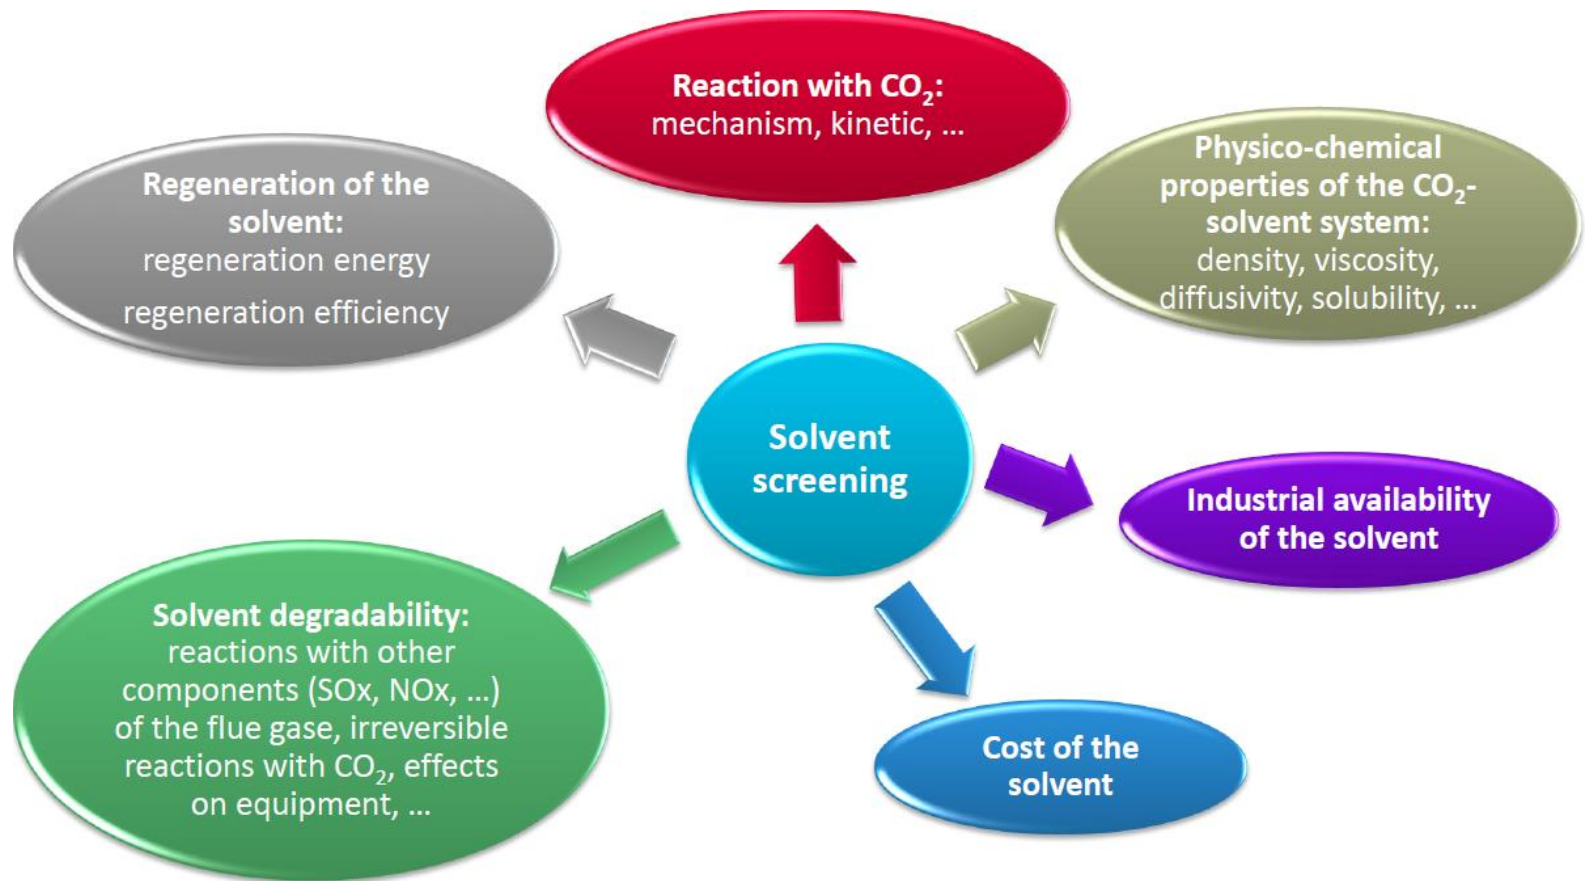 Reaction with CO₂:
mechanism, kinetic, ...
Physico-chemical
properties of the CO₂-
solvent system:
density, viscosity,
diffusivity, solubility, ...
Regeneration of the
solvent:
regeneration energy
regeneration efficiency
Solvent
screening
Industrial availability
of the solvent
Solvent degradability:
reactions with other
components (SOx, NOx, ...)
of the flue gase, irreversible
reactions with CO₂, effects
on equipment, ...
Cost of the
solvent